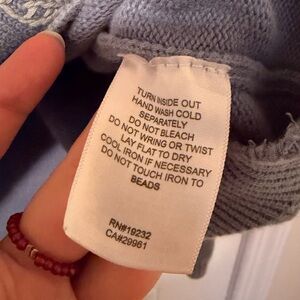 TURN INSIDE OUT
HAND WASH COLD
SEPARATELY
DO NOT BLEACH
DO NOT WRING OR TWIST
LAY FLAT TO DRY
COOL IRON IF NECESSARY
DO NOT TOUCH IRON TO
BEADS
RN#19232
CA#29961